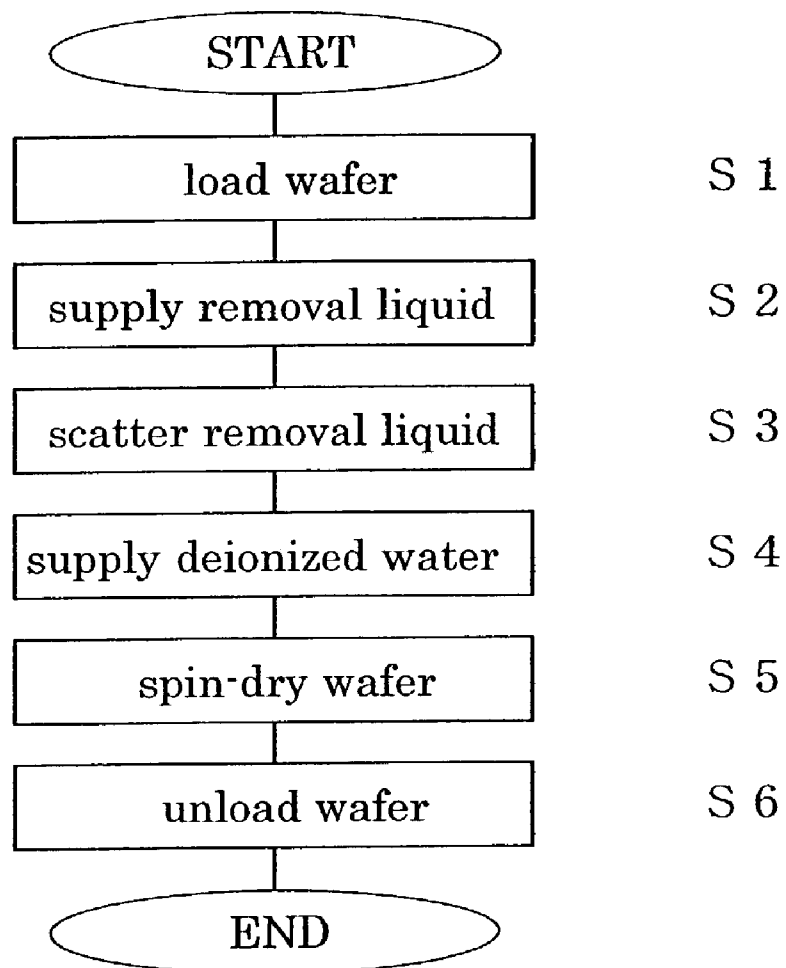 START
load wafer S 1
supply removal liquid S 2
scatter removal liquid S 3
supply deionized water S 4
spin-dry wafer S 5
unload wafer S 6
END